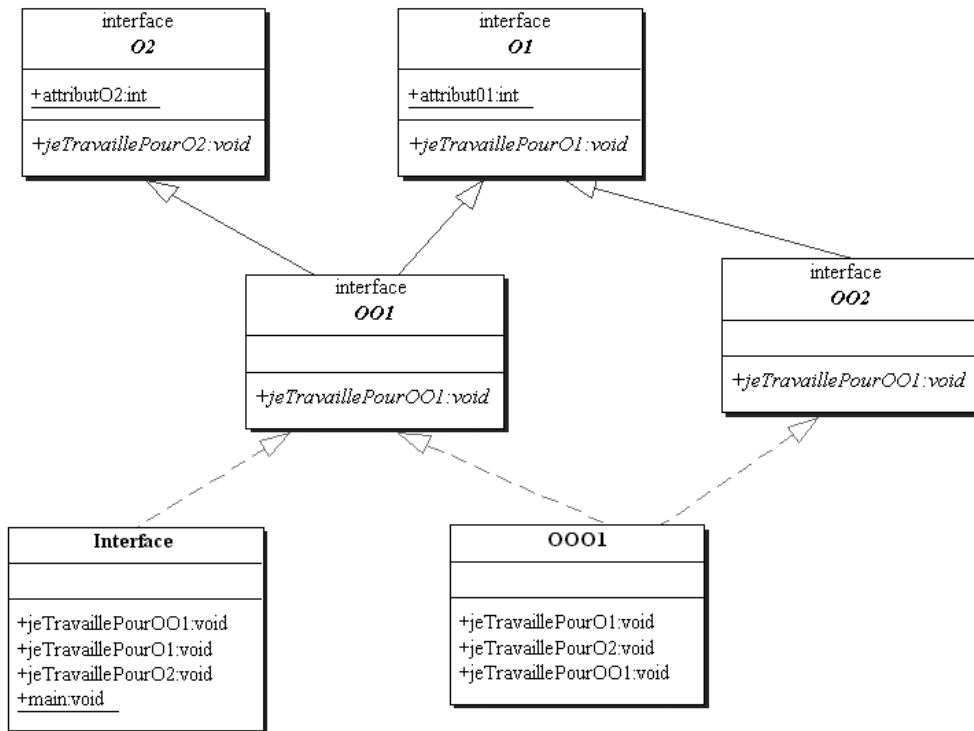 interface
O2
+attributO2:int
+jeTravaillePourO2:void
interface
O1
+attribut01:int
+jeTravaillePourO1:void
interface
OO1
+jeTravaillePourOO1:void
interface
OO2
+jeTravaillePourOO1:void
Interface
+jeTravaillePourOO1:void
+jeTravaillePourO1:void
+jeTravaillePourO2:void
+main:void
OOO1
+jeTravaillePourO1:void
+jeTravaillePourO2:void
+jeTravaillePourOO1:void